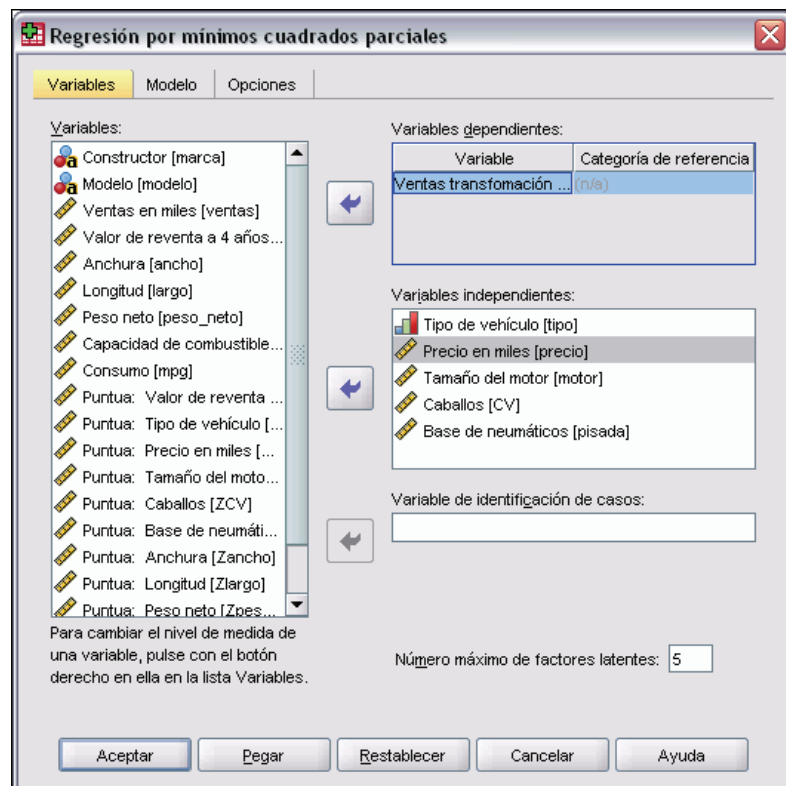 Regresión por mínimos cuadrados parciales
Variables Modelo Opciones
Variables:
Constructor [marca]
Modelo [modelo]
Ventas en miles [ventas]
Valor de reventa a 4 años...
Anchura [ancho]
Longitud [largo]
Peso neto [peso_neto]
Capacidad de combustible...
Consumo [mpg]
Puntua: Valor de reventa ...
Puntua: Tipo de vehículo [...
Puntua: Precio en miles [...
Puntua: Tamaño del moto...
Puntua: Caballos [ZCV]
Puntua: Base de neumáti...
Puntua: Anchura [Zancho]
Puntua: Longitud [Zlargo]
Puntua: Peso neto [Zpes...
Para cambiar el nivel de medida de
una variable, pulse con el botón
derecho en ella en la lista Variables.
Variables dependientes:
Variable Categoría de referencia
Ventas transfomación ... (n/a)
Variables independientes:
Tipo de vehículo [tipo]
Precio en miles [precio]
Tamaño del motor [motor]
Caballos [CV]
Base de neumáticos [pisada]
Variable de identificación de casos:
Número máximo de factores latentes: 5
Aceptar Pegar Restablecer Cancelar Ayuda